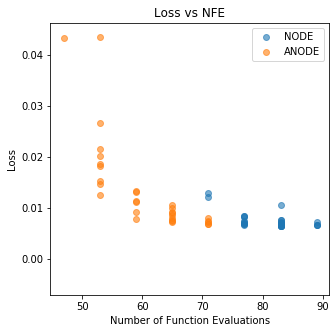 Loss vs NFE
NODE
ANODE
0.04
0.03
0.02
0.01
0.00
Loss
50 60 70 80 90
Number of Function Evaluations